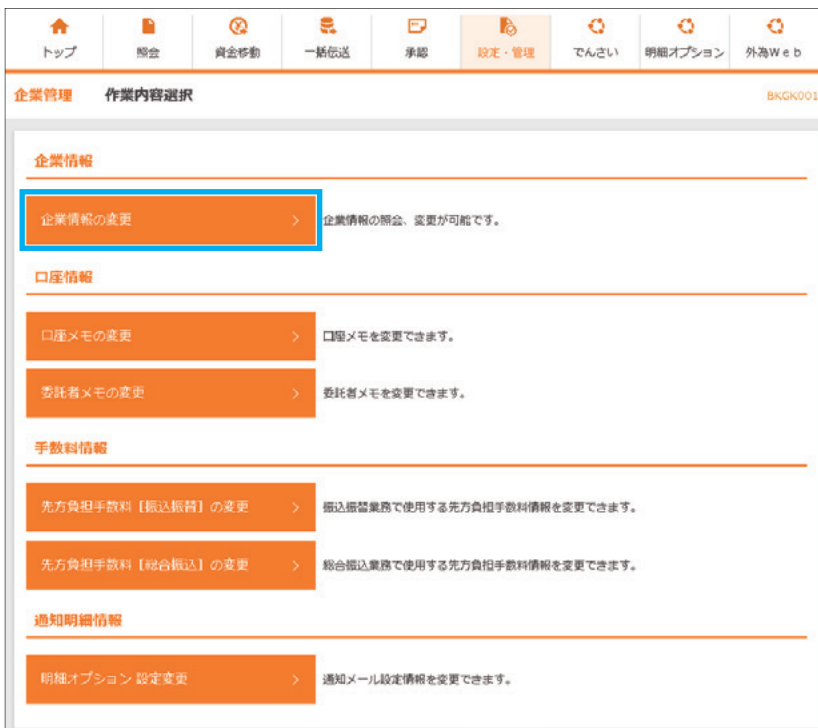 トップ 照会 資金移動 一括伝送 承認 設定・管理 でんさい 明細オプション 外為Web
企業管理 作業内容選択 BKGK001
企業情報
企業情報の変更 企業情報の照会、変更が可能です。
口座情報
口座メモの変更 口座メモを変更できます。
委託者メモの変更 委託者メモを変更できます。
手数料情報
先方負担手数料［振込振替］の変更 振込振替業務で使用する先方負担手数料情報を変更できます。
先方負担手数料［総合振込］の変更 総合振込業務で使用する先方負担手数料情報を変更できます。
通知明細情報
明細オプション 設定変更 通知メール設定情報を変更できます。